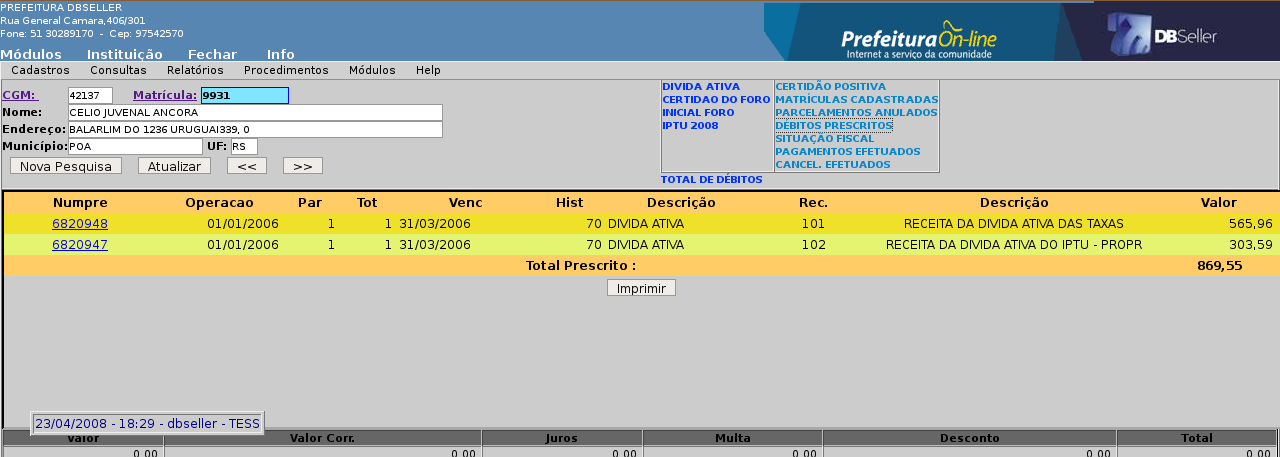 PREFEITURA DBSELLER
Rua General Camara,406/301
Fone: 51 30289170 - Cep: 97542570
PrefeituraOn-line
Internet a serviço da comunidade
DBSeller
Módulos Instituição Fechar Info
Cadastros Consultas Relatórios Procedimentos Módulos Help
CGM: 42137 Matrícula: 9931
Nome: CELIO JUVENAL ANCORA
Endereço: BALARLIM DO 1236 URUGUAI339, 0
Município: POA UF: RS
Nova Pesquisa Atualizar << >>
DIVIDA ATIVA
CERTIDAO DO FORO
INICIAL FORO
IPTU 2008
CERTIDÃO POSITIVA
MATRÍCULAS CADASTRADAS
PARCELAMENTOS ANULADOS
DÉBITOS PRESCRITOS
SITUAÇÃO FISCAL
PAGAMENTOS EFETUADOS
CANCEL. EFETUADOS
TOTAL DE DÉBITOS
Numpre Operacao Par Tot Venc Hist Descrição Rec. Descrição Valor
6820948 01/01/2006 1 1 31/03/2006 70 DIVIDA ATIVA 101 RECEITA DA DIVIDA ATIVA DAS TAXAS 565,96
6820947 01/01/2006 1 1 31/03/2006 70 DIVIDA ATIVA 102 RECEITA DA DIVIDA ATIVA DO IPTU - PROPR 303,59
Total Prescrito : 869,55
Imprimir
23/04/2008 - 18:29 - dbseller - TESS
Valor Valor Corr. Juros Multa Desconto Total
0.00 0.00 0.00 0.00 0.00 0.00